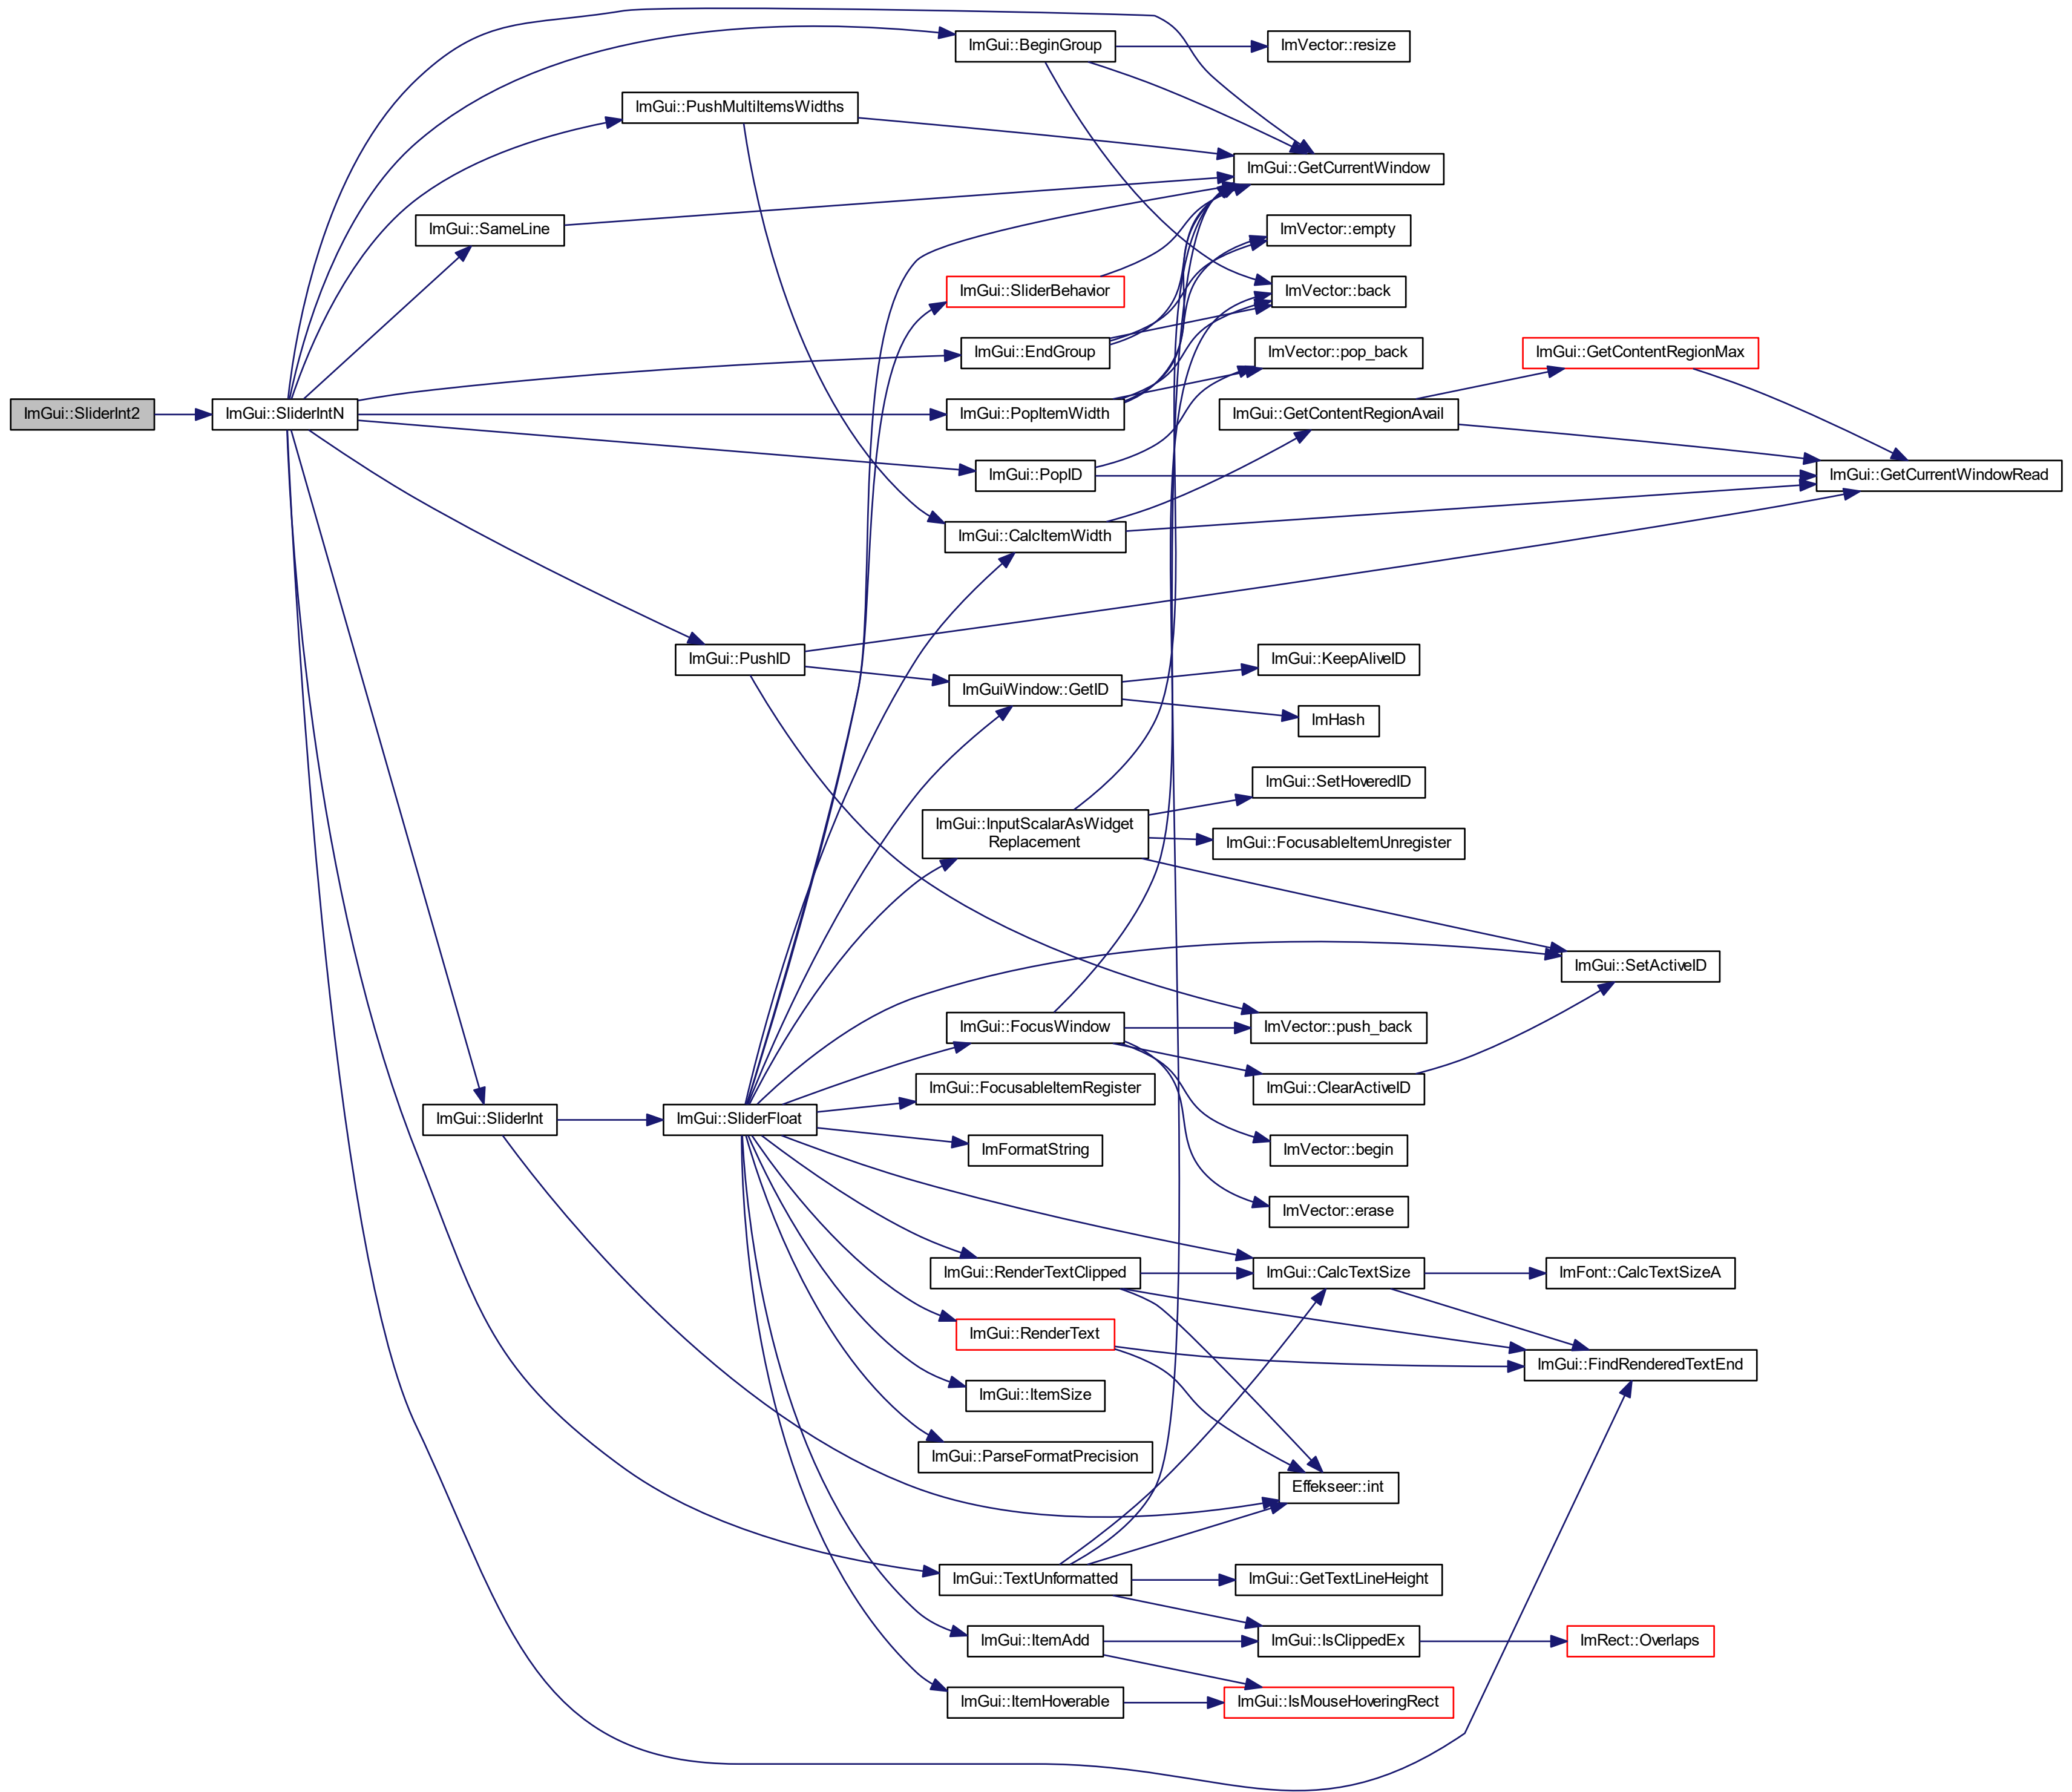 ImGui::BeginGroup
ImVector::resize
ImGui::PushMultiItemsWidths
ImGui::GetCurrentWindow
ImGui::SameLine
ImVector::empty
ImGui::SliderBehavior
ImVector::back
ImGui::EndGroup
ImVector::pop_back
ImGui::GetContentRegionMax
ImGui::SliderInt2
ImGui::SliderIntN
ImGui::PopItemWidth
ImGui::GetContentRegionAvail
ImGui::PopID
ImGui::GetCurrentWindowRead
ImGui::CalcItemWidth
ImGui::PushID
ImGui::KeepAliveID
ImGuiWindow::GetID
ImHash
ImGui::SetHoveredID
ImGui::InputScalarAsWidget
Replacement
ImGui::FocusableItemUnregister
ImGui::SetActiveID
ImGui::FocusWindow
ImVector::push_back
ImGui::FocusableItemRegister
ImGui::ClearActiveID
ImGui::SliderInt
ImGui::SliderFloat
ImFormatString
ImVector::begin
ImVector::erase
ImGui::RenderTextClipped
ImGui::CalcTextSize
ImFont::CalcTextSizeA
ImGui::RenderText
ImGui::FindRenderedTextEnd
ImGui::ItemSize
ImGui::ParseFormatPrecision
Effekseer::int
ImGui::TextUnformatted
ImGui::GetTextLineHeight
ImGui::ItemAdd
ImGui::IsClippedEx
ImRect::Overlaps
ImGui::ItemHoverable
ImGui::IsMouseHoveringRect